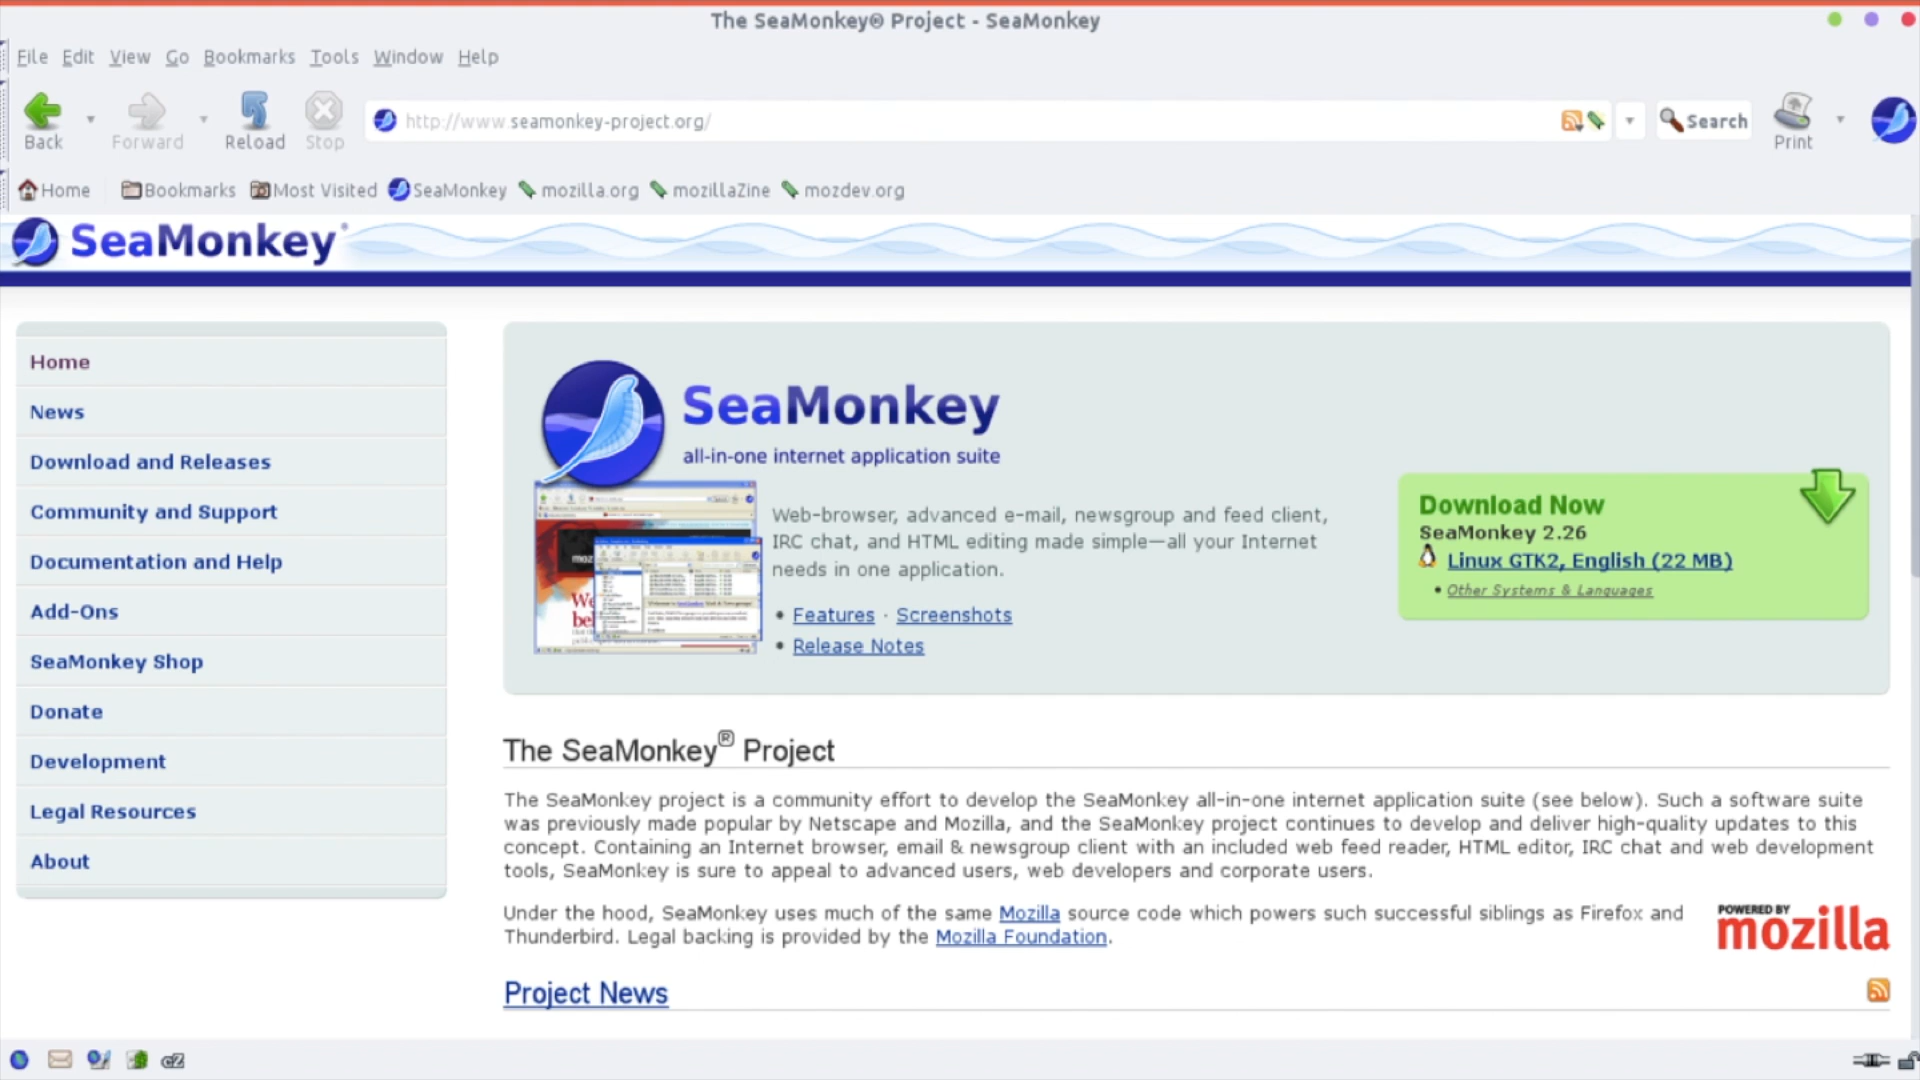 The SeaMonkey® Project - SeaMonkey
File Edit View Go Bookmarks Tools Window Help
Back Forward Reload Stop http://www.seamonkey-project.org/ Search Print
Home Bookmarks Most Visited SeaMonkey mozilla.org mozillaZine mozdev.org
SeaMonkey
Home
News
Download and Releases
Community and Support
Documentation and Help
Add-Ons
SeaMonkey Shop
Donate
Development
Legal Resources
About
SeaMonkey
all-in-one internet application suite
Web-browser, advanced e-mail, newsgroup and feed client,
IRC chat, and HTML editing made simple—all your Internet
needs in one application.
• Features · Screenshots
• Release Notes
Download Now
SeaMonkey 2.26
Linux GTK2, English (22 MB)
• Other Systems & Languages
The SeaMonkey® Project
The SeaMonkey project is a community effort to develop the SeaMonkey all-in-one internet application suite (see below). Such a software suite
was previously made popular by Netscape and Mozilla, and the SeaMonkey project continues to develop and deliver high-quality updates to this
concept. Containing an Internet browser, email & newsgroup client with an included web feed reader, HTML editor, IRC chat and web development
tools, SeaMonkey is sure to appeal to advanced users, web developers and corporate users.
Under the hood, SeaMonkey uses much of the same Mozilla source code which powers such successful siblings as Firefox and
Thunderbird. Legal backing is provided by the Mozilla Foundation.
POWERED BY
mozilla
Project News
cZ